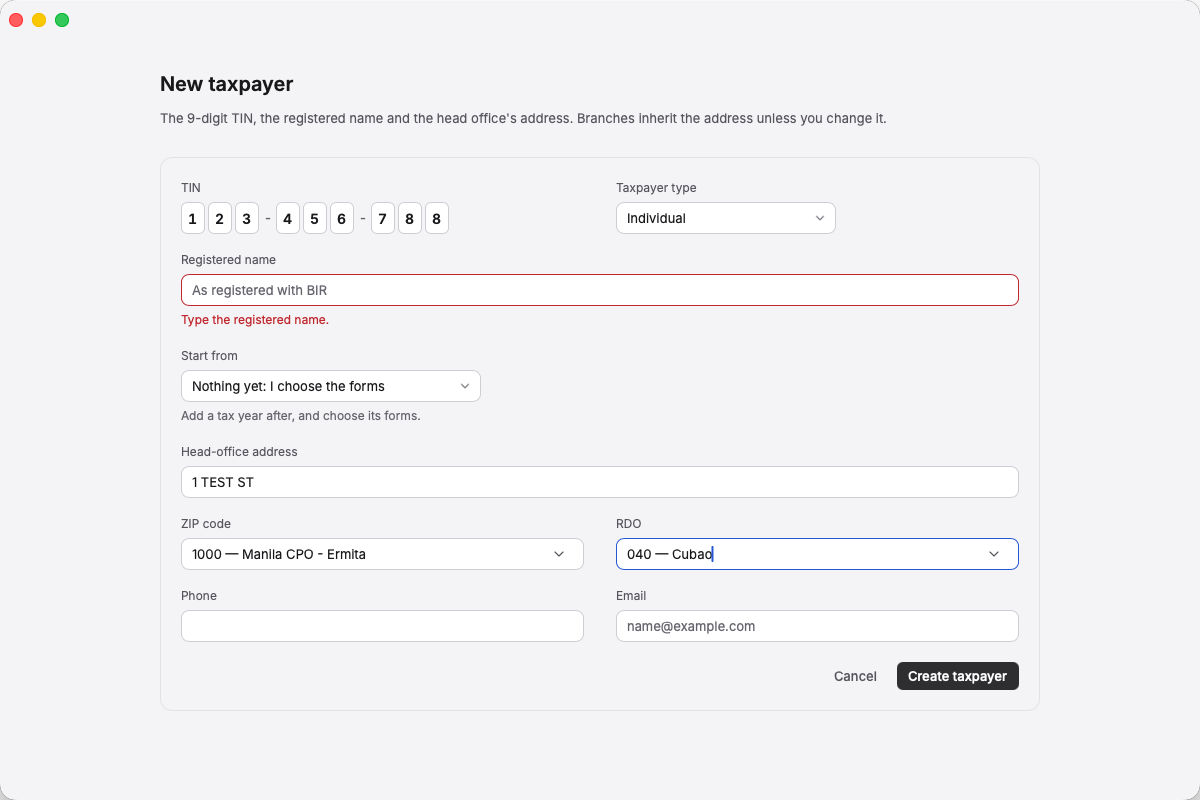 New taxpayer
The 9-digit TIN, the registered name and the head office's address. Branches inherit the address unless you change it.
TIN
1 2 3 - 4 5 6 - 7 8 8
Taxpayer type
Individual
Registered name
As registered with BIR
Type the registered name.
Start from
Nothing yet: I choose the forms
Add a tax year after, and choose its forms.
Head-office address
1 TEST ST
ZIP code
1000 — Manila CPO - Ermita
RDO
040 — Cubao
Phone
Email
name@example.com
Cancel
Create taxpayer